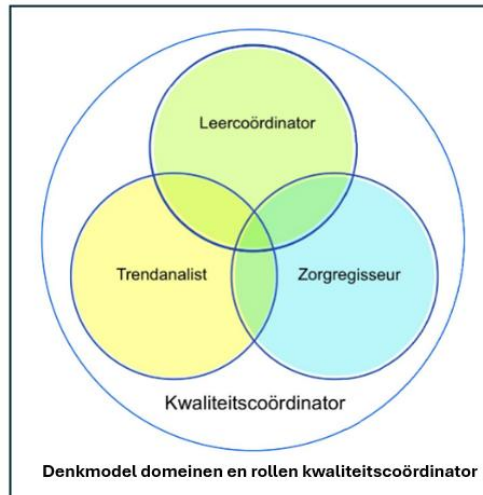 Leercoördinator
Trendanalist
Zorgregisseur
Kwaliteitscoördinator
Denkmodel domeinen en rollen kwaliteitscoördinator